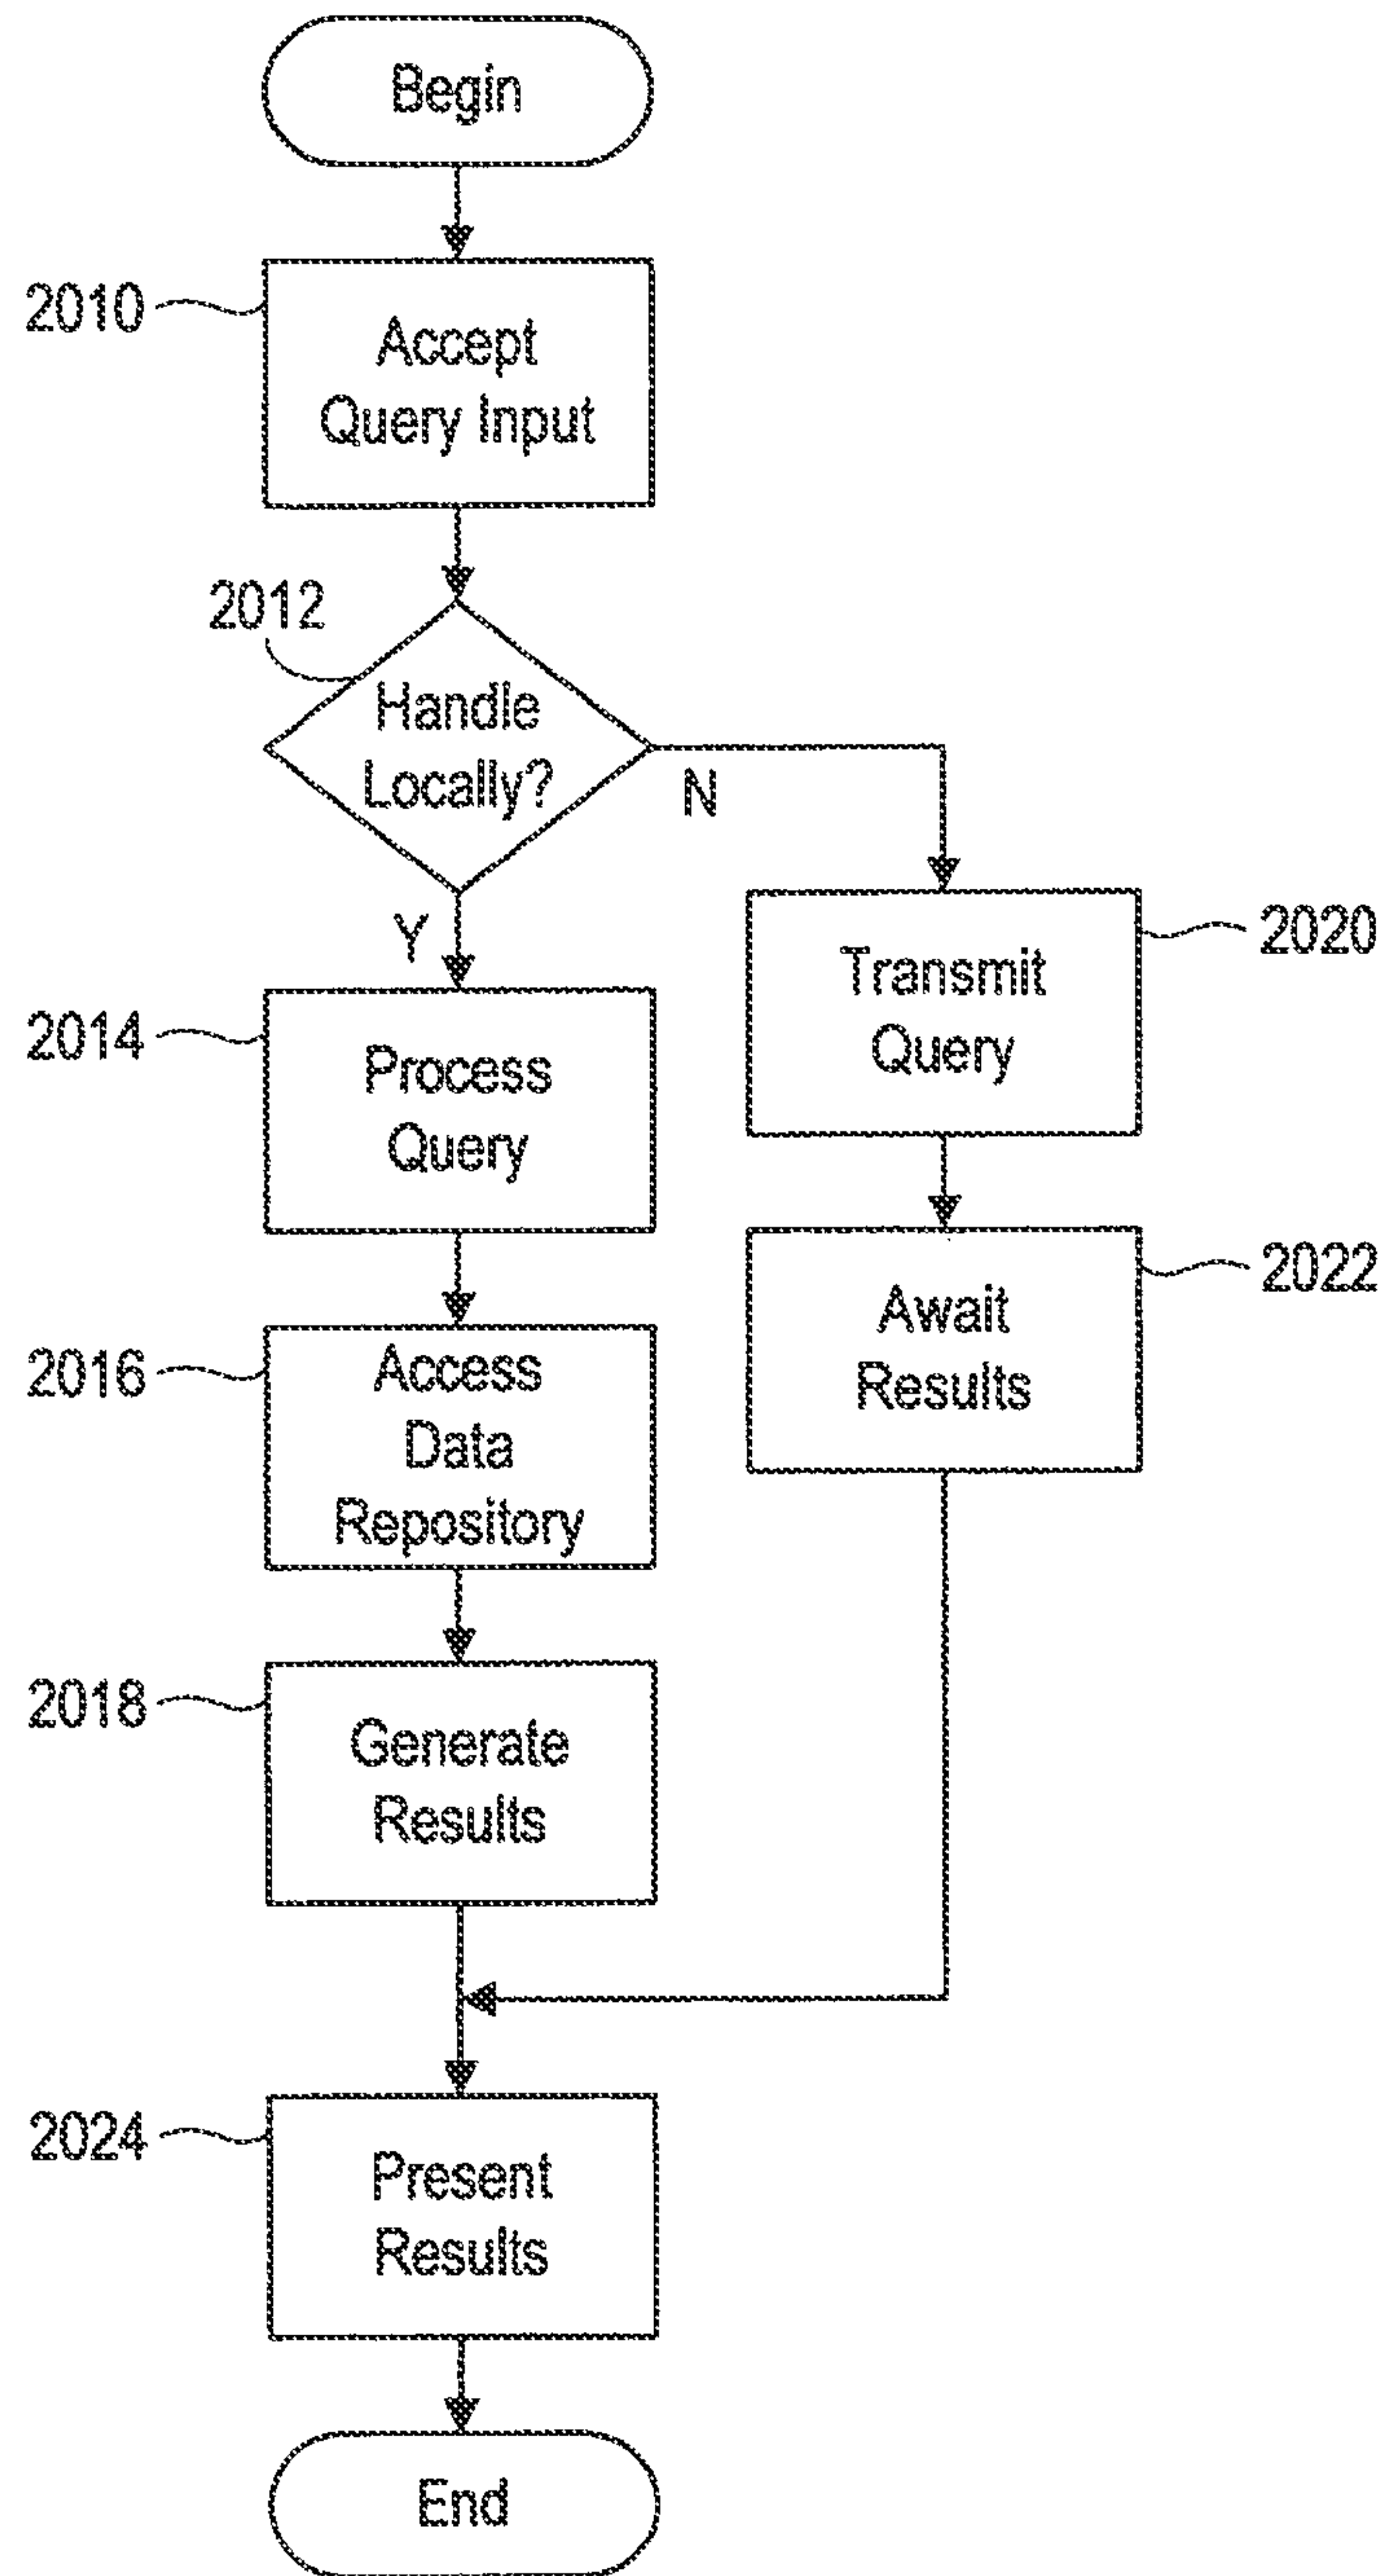 Begin
2010
Accept
Query Input
2012
Handle
Locally?
N
Y
2020
Transmit
Query
2014
Process
Query
2022
Await
Results
2016
Access
Data
Repository
2018
Generate
Results
2024
Present
Results
End